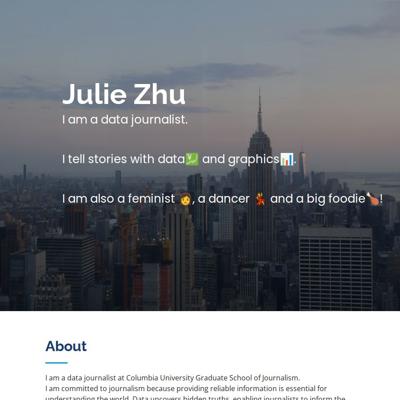 Julie Zhu
I am a data journalist.
I tell stories with data💹 and graphics📊.
I am also a feminist 👩, a dancer 💃 and a big foodie🍗!
About
I am a data journalist at Columbia University Graduate School of Journalism.
I am committed to journalism because providing reliable information is essential for
understanding the world. Data uncovers hidden truths, enabling journalists to inform the